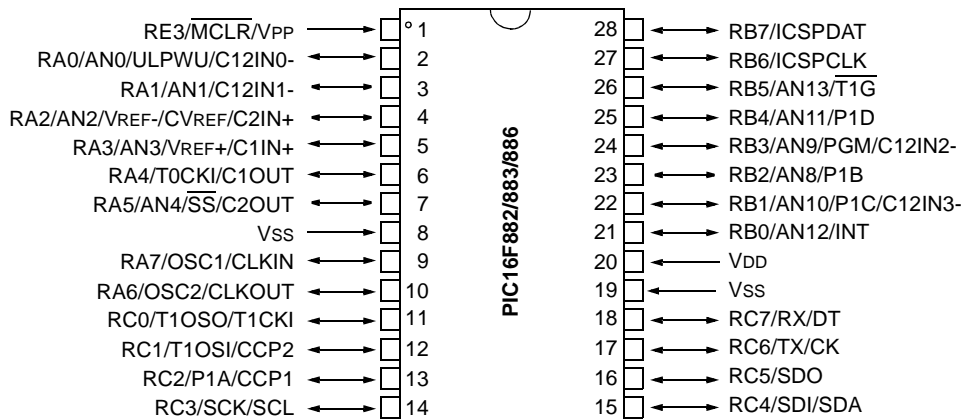 RE3/MCLR/VPP
RA0/AN0/ULPWU/C12IN0-
RA1/AN1/C12IN1-
RA2/AN2/VREF-/CVREF/C2IN+
RA3/AN3/VREF+/C1IN+
RA4/T0CKI/C1OUT
RA5/AN4/SS/C2OUT
VSS
RA7/OSC1/CLKIN
RA6/OSC2/CLKOUT
RC0/T1OSO/T1CKI
RC1/T1OSI/CCP2
RC2/P1A/CCP1
RC3/SCK/SCL
1
2
3
4
5
6
7
8
9
10
11
12
13
14
PIC16F882/883/886
28
27
26
25
24
23
22
21
20
19
18
17
16
15
RB7/ICSPDAT
RB6/ICSPCLK
RB5/AN13/T1G
RB4/AN11/P1D
RB3/AN9/PGM/C12IN2-
RB2/AN8/P1B
RB1/AN10/P1C/C12IN3-
RB0/AN12/INT
VDD
VSS
RC7/RX/DT
RC6/TX/CK
RC5/SDO
RC4/SDI/SDA